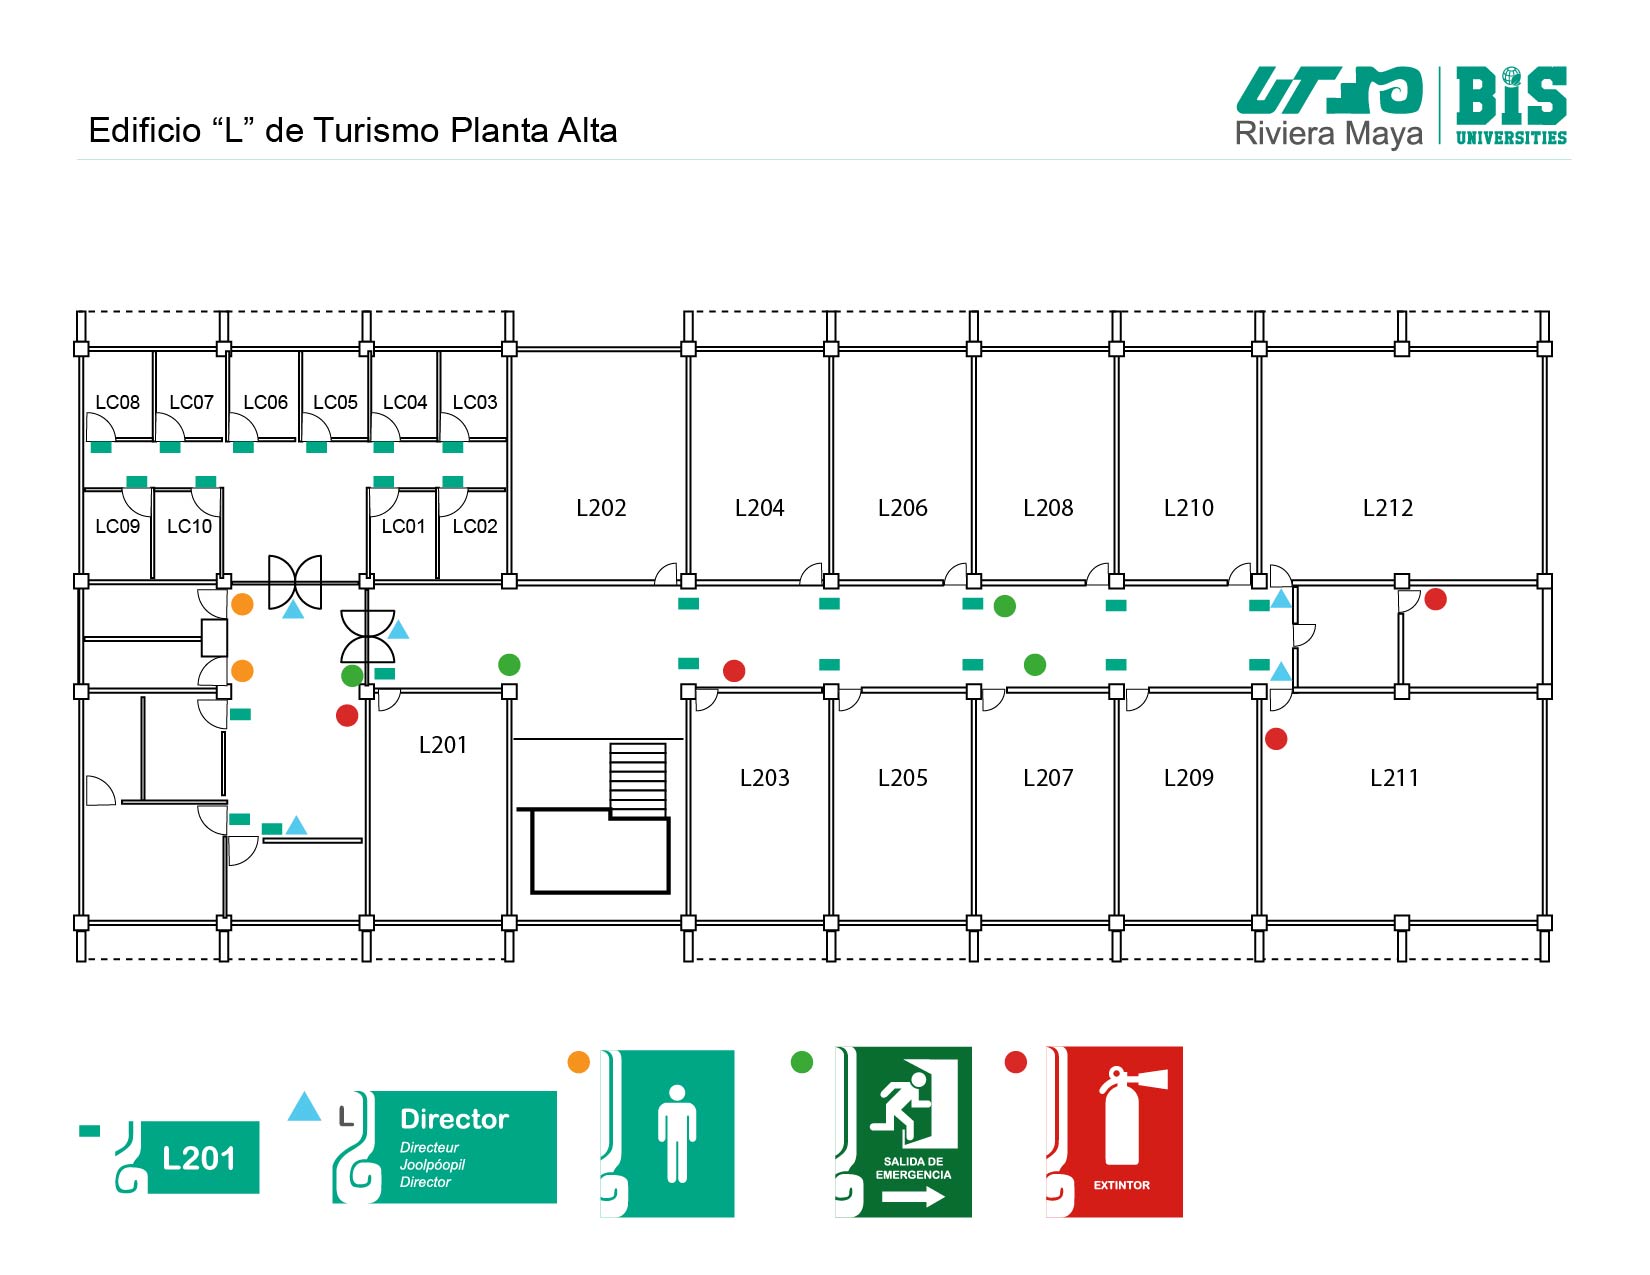 Edificio “L” de Turismo Planta Alta
UT
Riviera Maya
BIS
UNIVERSITIES
LC08
LC07
LC06
LC05
LC04
LC03
LC09
LC10
LC01
LC02
L202
L204
L206
L208
L210
L212
L201
L203
L205
L207
L209
L211
L201
L
Director
Directeur
Joolpóopil
Director
SALIDA DE
EMERGENCIA
EXTINTOR